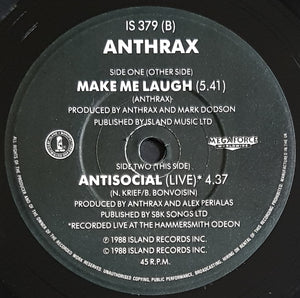 IS 379 (B)
ANTHRAX
SIDE ONE (OTHER SIDE)
MAKE ME LAUGH (5.41)
(ANTHRAX)
PRODUCED BY ANTHRAX AND MARK DODSON
PUBLISHED BY ISLAND MUSIC LTD
MEGAFORCE
WORLDWIDE
SIDE TWO (THIS SIDE)
ANTISOCIAL (LIVE)* 4.37
(N. KRIEF/B. BONVOISIN)
PRODUCED BY ANTHRAX AND ALEX PERIALAS
PUBLISHED BY SBK SONGS LTD
*RECORDED LIVE AT THE HAMMERSMITH ODEON
Ⓟ 1988 ISLAND RECORDS INC.
© 1988 ISLAND RECORDS INC.
45 R.P.M.